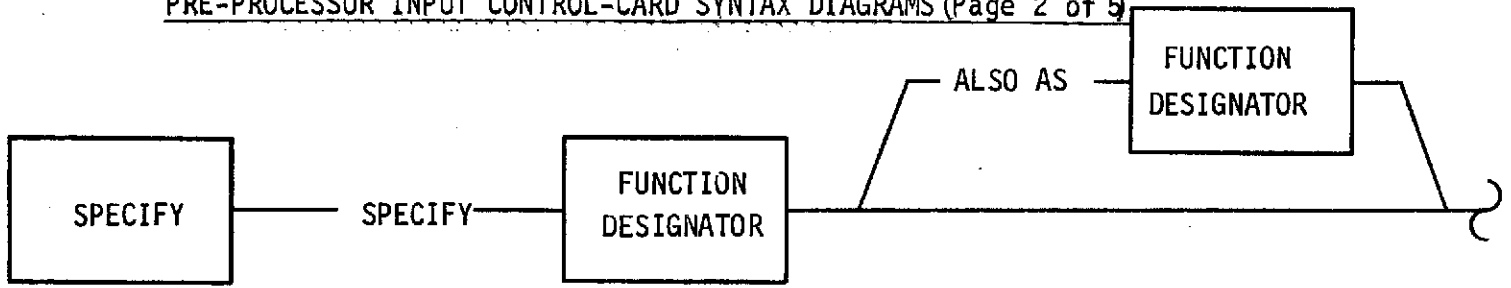 PRE-PROCESSOR INPUT CONTROL-CARD SYNTAX DIAGRAMS (Page 2 of 5)
ALSO AS
FUNCTION
DESIGNATOR
SPECIFY
SPECIFY
FUNCTION
DESIGNATOR